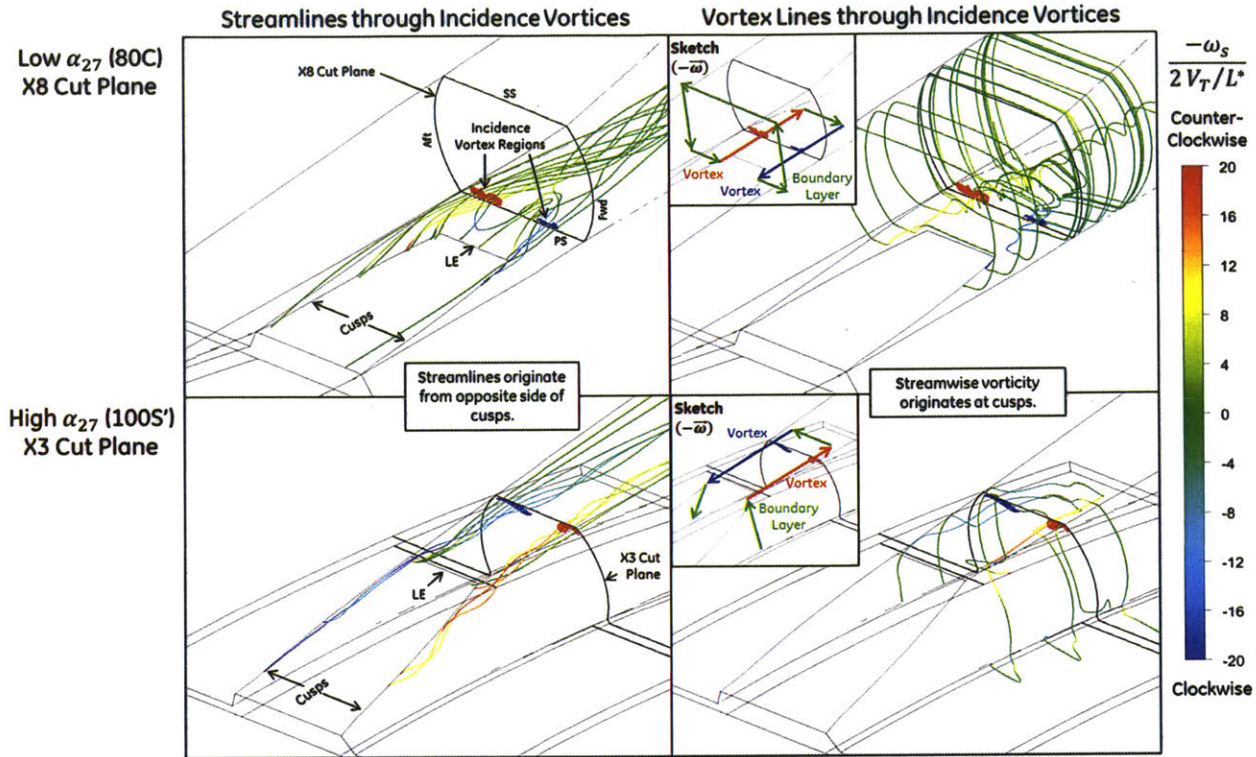 Streamlines through Incidence Vortices
Vortex Lines through Incidence Vortices
Low α₂₇ (80C)
X8 Cut Plane
X8 Cut Plane
SS
Aft
Incidence
Vortex Regions
Fwd
PS
LE
Cusps
Sketch
(-ω⃗)
Vortex
Vortex
Boundary
Layer
-ωₛ
2 V_T/L*
Counter-
Clockwise
20
16
12
8
4
0
-4
-8
-12
-16
-20
Clockwise
Streamlines originate
from opposite side of
cusps.
Streamwise vorticity
originates at cusps.
High α₂₇ (100S')
X3 Cut Plane
LE
X3 Cut
Plane
Cusps
Sketch
(-ω⃗)
Vortex
Vortex
Boundary
Layer